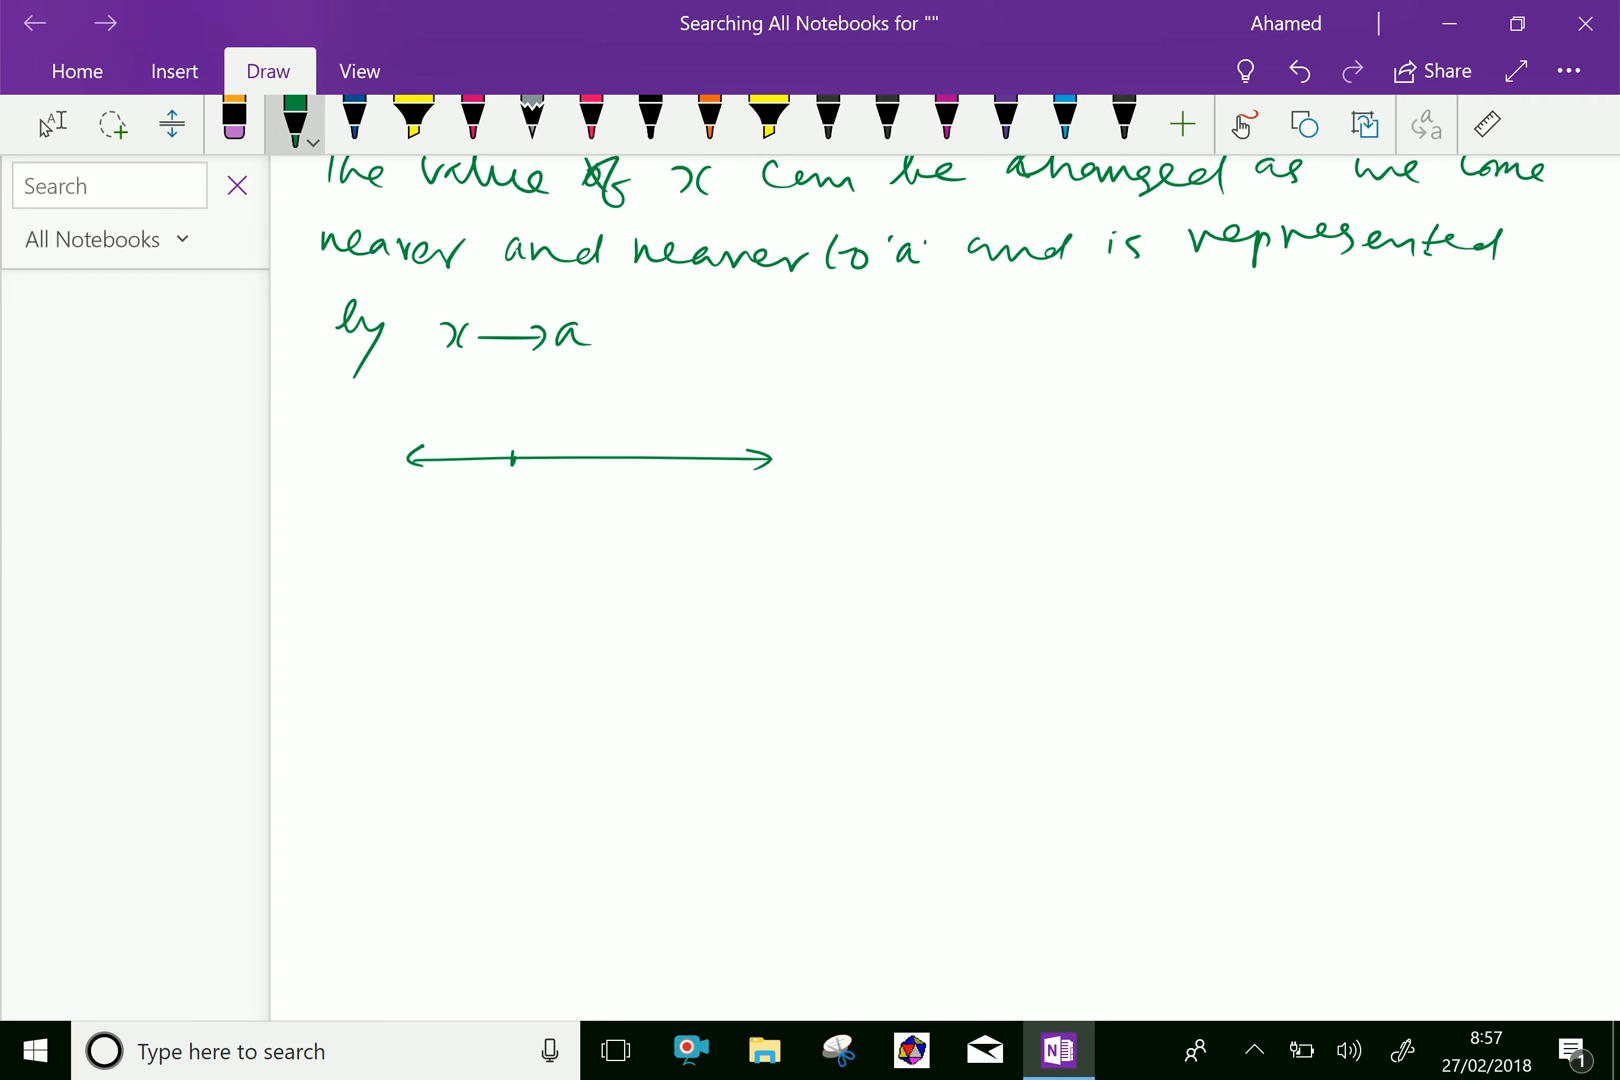 Searching All Notebooks for ""
Ahamed
Home Insert Draw View
Share
Search
All Notebooks
The value of x can be changed as we come
nearer and nearer to 'a' and is represented
by x → a
Type here to search
8:57
27/02/2018
1